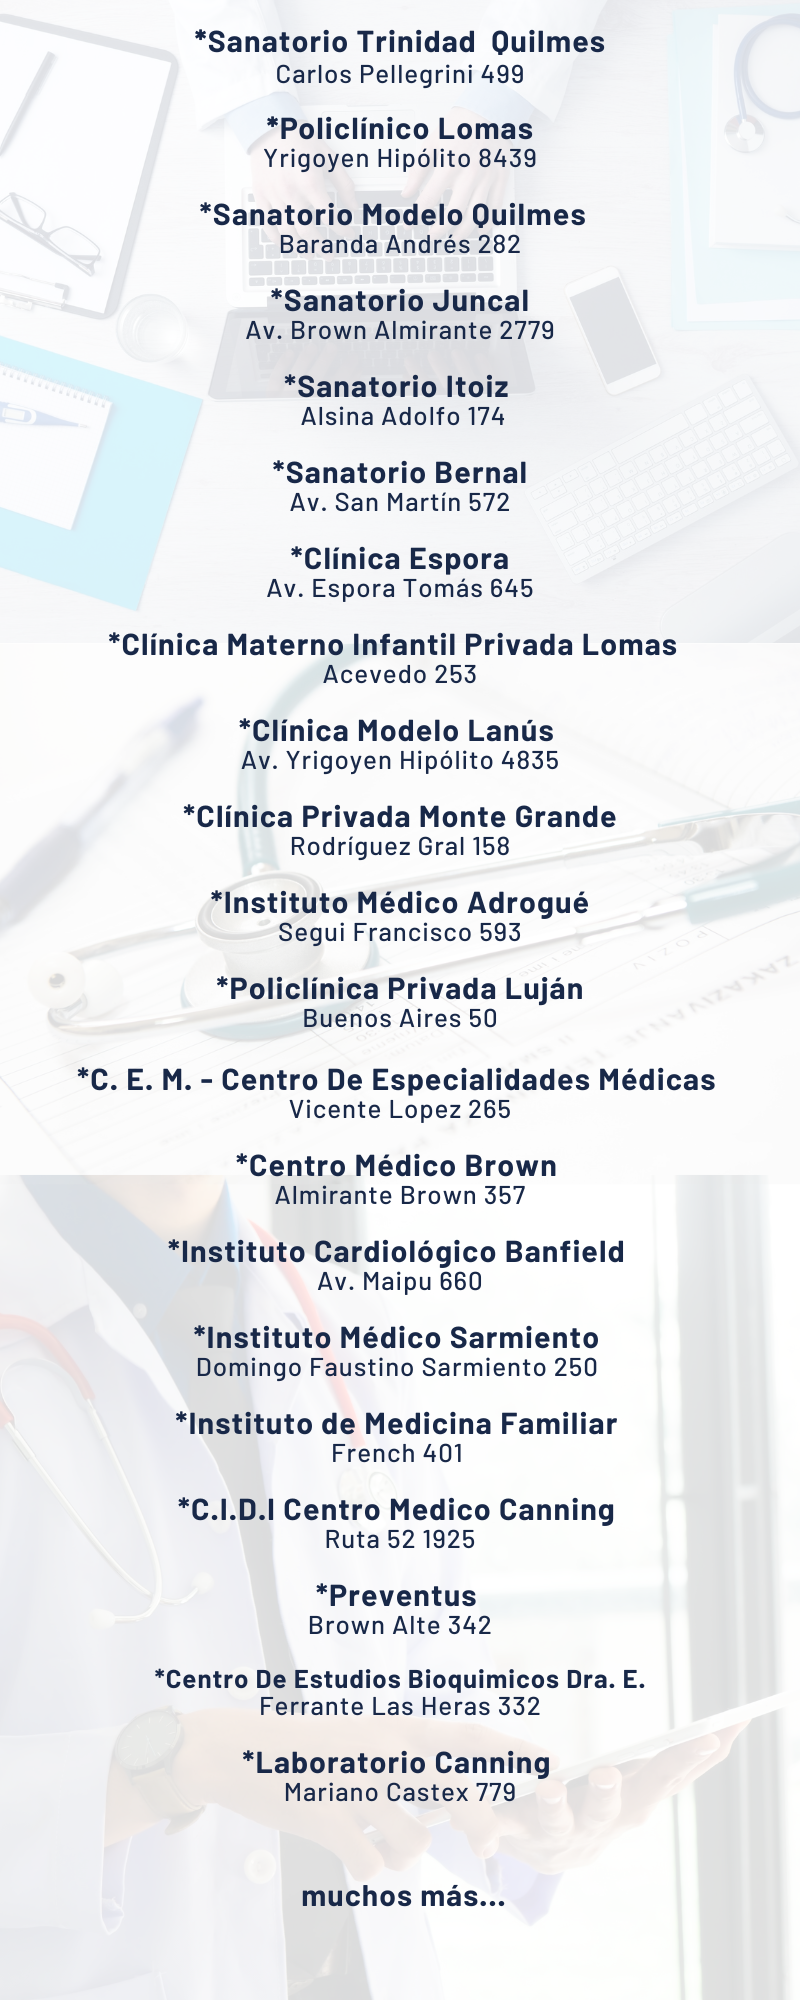 *Sanatorio Trinidad  Quilmes
Carlos Pellegrini 499
*Policlínico Lomas
Yrigoyen Hipólito 8439
*Sanatorio Modelo Quilmes
Baranda Andrés 282
*Sanatorio Juncal
Av. Brown Almirante 2779
*Sanatorio Itoiz
Alsina Adolfo 174
*Sanatorio Bernal
Av. San Martín 572
*Clínica Espora
Av. Espora Tomás 645
*Clínica Materno Infantil Privada Lomas
Acevedo 253
*Clínica Modelo Lanús
Av. Yrigoyen Hipólito 4835
*Clínica Privada Monte Grande
Rodríguez Gral 158
*Instituto Médico Adrogué
Segui Francisco 593
*Policlínica Privada Luján
Buenos Aires 50
*C. E. M. - Centro De Especialidades Médicas
Vicente Lopez 265
*Centro Médico Brown
Almirante Brown 357
*Instituto Cardiológico Banfield
Av. Maipu 660
*Instituto Médico Sarmiento
Domingo Faustino Sarmiento 250
*Instituto de Medicina Familiar
French 401
*C.I.D.I Centro Medico Canning
Ruta 52 1925
*Preventus
Brown Alte 342
*Centro De Estudios Bioquimicos Dra. E.
Ferrante Las Heras 332
*Laboratorio Canning
Mariano Castex 779
muchos más...